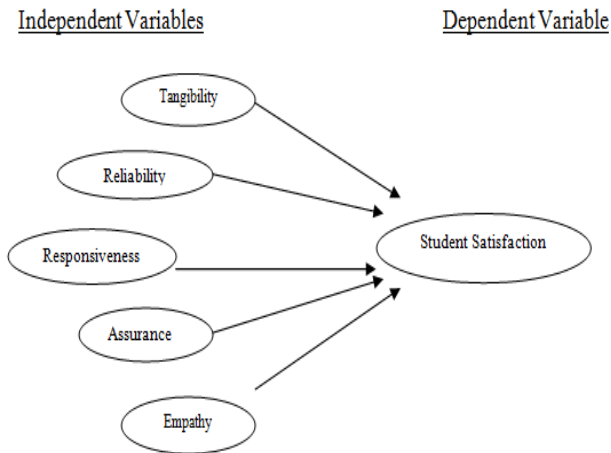 Independent Variables
Dependent Variable
Tangibility
Reliability
Responsiveness
Student Satisfaction
Assurance
Empathy